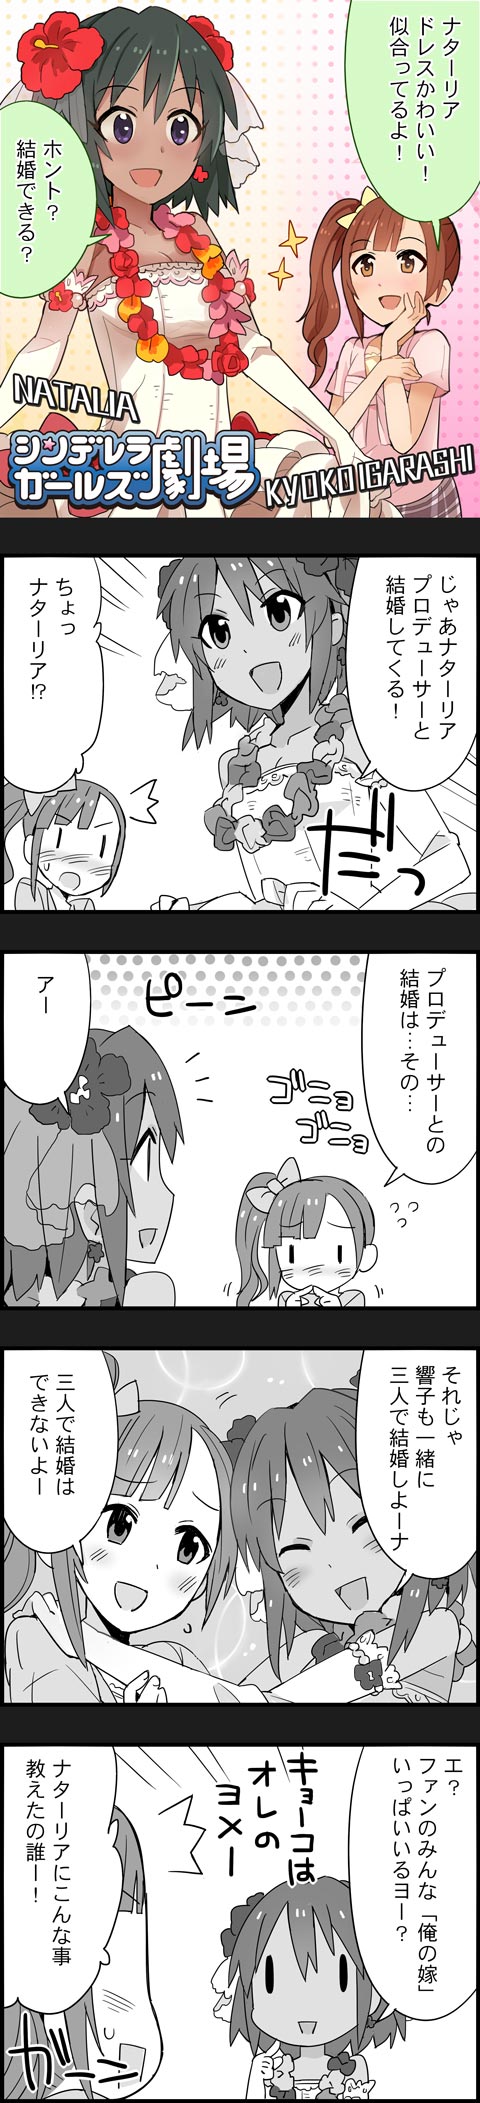 ナターリア
ドレスかわいい!
似合ってるよ!
ホント?
結婚できる?
NATALIA
シンデレラ
ガールズ劇場
KYOKO IGARASHI
じゃあナターリア
プロデューサーと
結婚してくる!
ちょっ
ナターリア!?
だっ
プロデューサーとの
結婚は…その…
ゴニョ
ゴニョ
ピーン
アー
それじゃ
響子も一緒に
三人で結婚しよーナ
三人で結婚は
できないよー
エ?
ファンのみんな「俺の嫁」
いっぱいいるヨー?
キョーコは
オレの
ヨメー
ナターリアにこんな事
教えたの誰ー!
ガーン